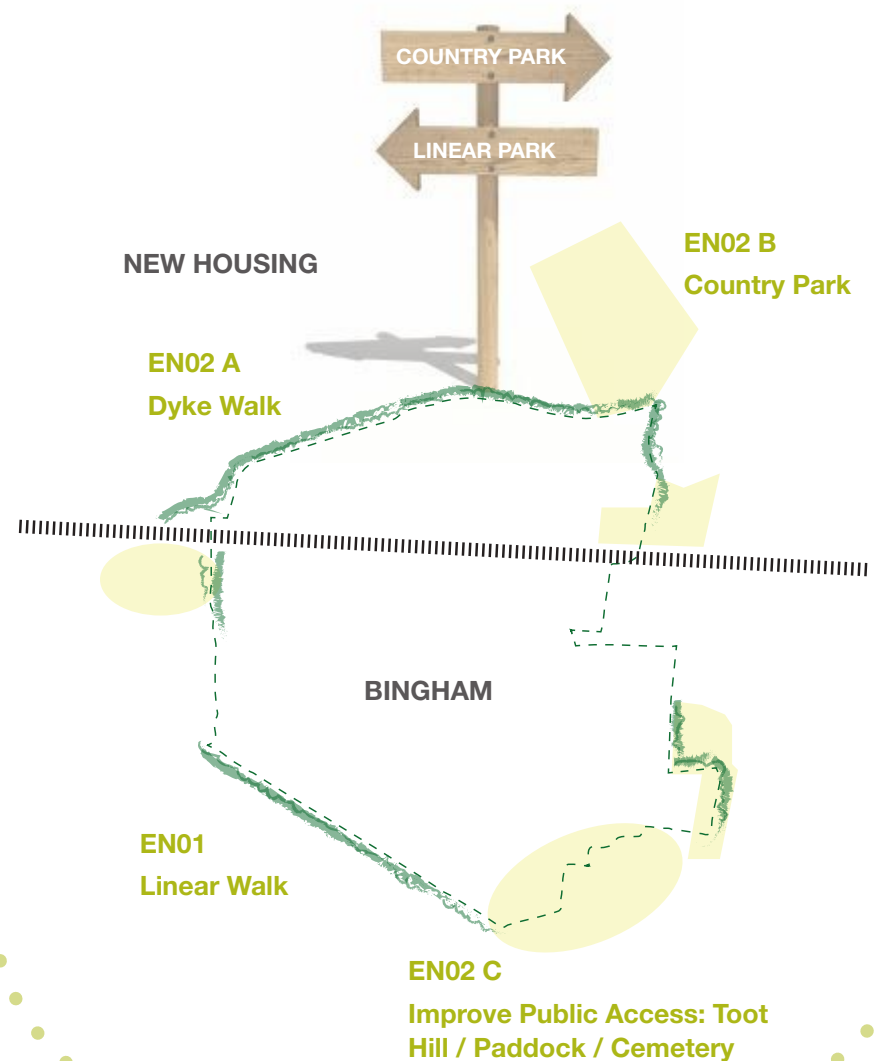 COUNTRY PARK
LINEAR PARK
NEW HOUSING
EN02 B
Country Park
EN02 A
Dyke Walk
BINGHAM
EN01
Linear Walk
EN02 C
Improve Public Access: Toot
Hill / Paddock / Cemetery